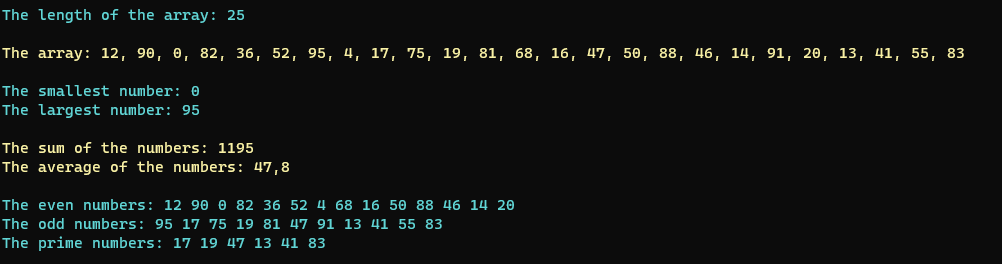 The length of the array: 25
The array: 12, 90, 0, 82, 36, 52, 95, 4, 17, 75, 19, 81, 68, 16, 47, 50, 88, 46, 14, 91, 20, 13, 41, 55, 83
The smallest number: 0
The largest number: 95
The sum of the numbers: 1195
The average of the numbers: 47,8
The even numbers: 12 90 0 82 36 52 4 68 16 50 88 46 14 20
The odd numbers: 95 17 75 19 81 47 91 13 41 55 83
The prime numbers: 17 19 47 13 41 83